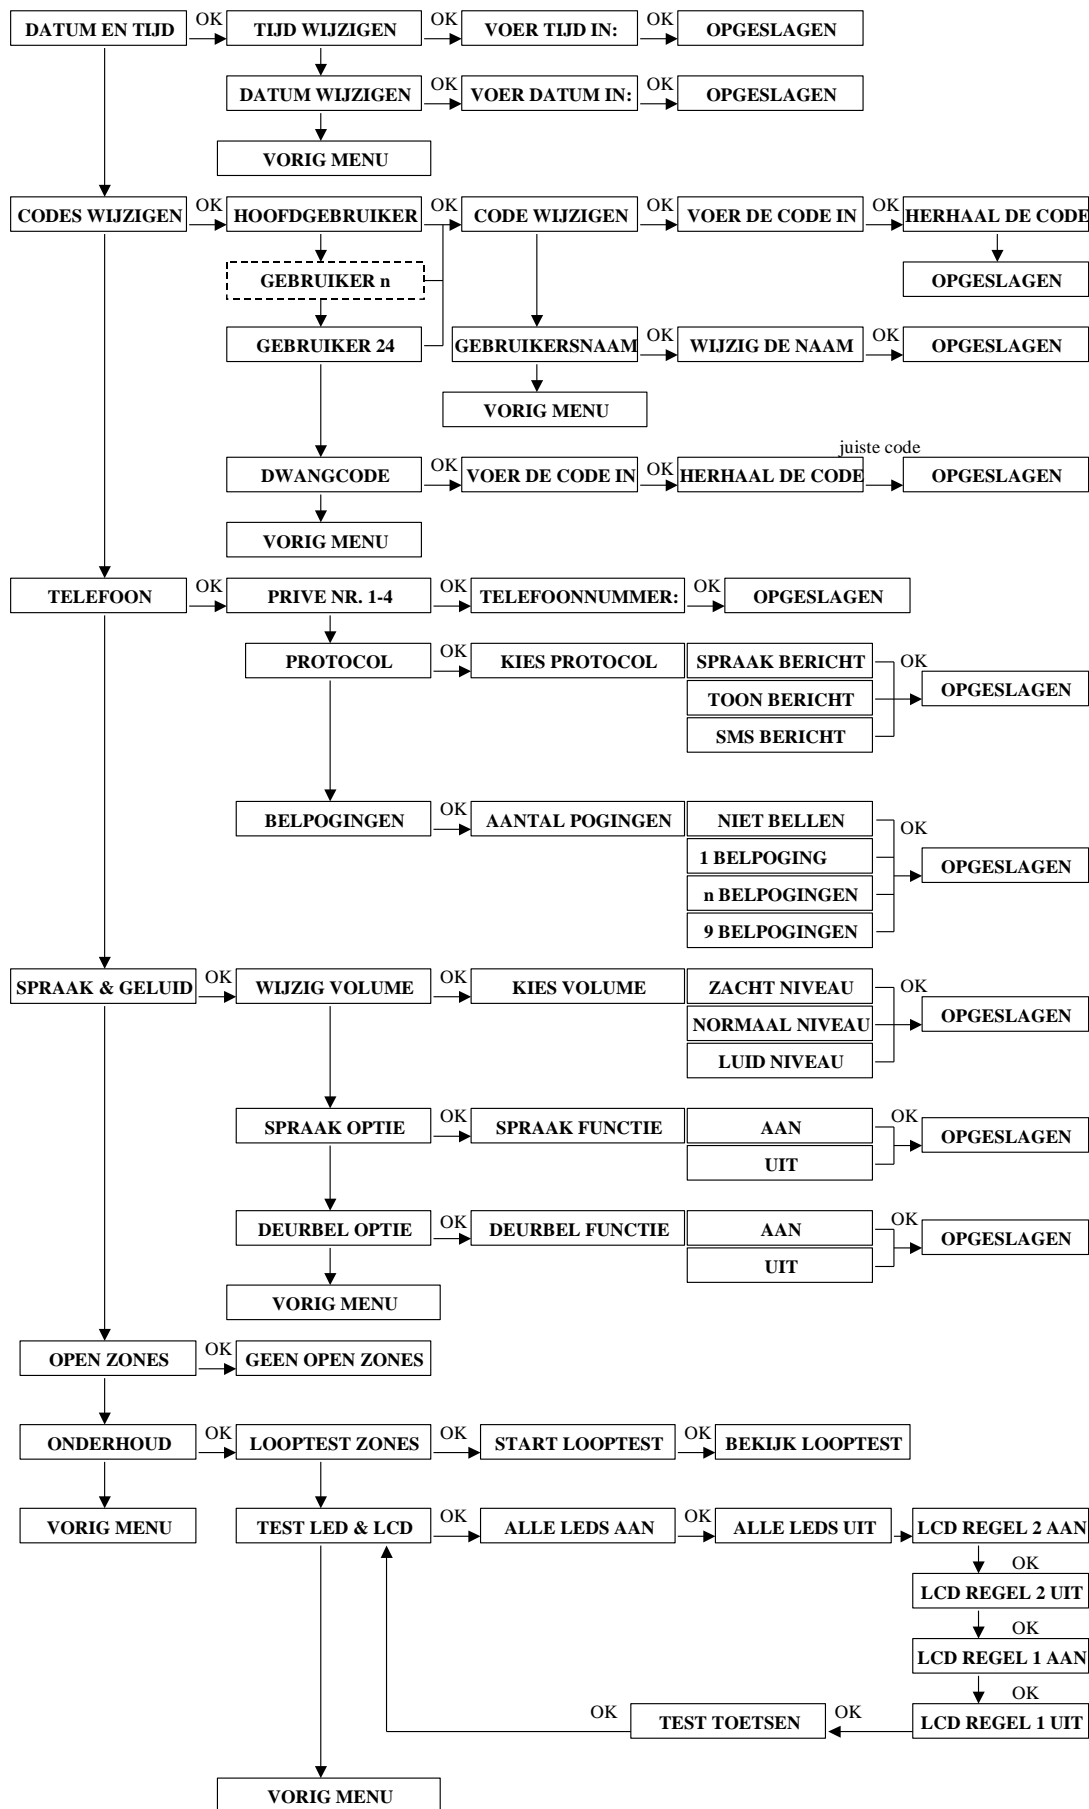 DATUM EN TIJD OK TIJD WIJZIGEN OK VOER TIJD IN: OK OPGESLAGEN
DATUM WIJZIGEN OK VOER DATUM IN: OK OPGESLAGEN
VORIG MENU
CODES WIJZIGEN OK HOOFDGEBRUIKER OK CODE WIJZIGEN OK VOER DE CODE IN OK HERHAAL DE CODE
GEBRUIKER n OPGESLAGEN
GEBRUIKER 24 GEBRUIKERSNAAM OK WIJZIG DE NAAM OK OPGESLAGEN
VORIG MENU
juiste code
DWANGCODE OK VOER DE CODE IN OK HERHAAL DE CODE OPGESLAGEN
VORIG MENU
TELEFOON OK PRIVE NR. 1-4 OK TELEFOONNUMMER: OK OPGESLAGEN
PROTOCOL OK KIES PROTOCOL SPRAAK BERICHT OK
TOON BERICHT OPGESLAGEN
SMS BERICHT
BELPOGINGEN OK AANTAL POGINGEN NIET BELLEN OK
1 BELPOGING OPGESLAGEN
n BELPOGINGEN
9 BELPOGINGEN
SPRAAK & GELUID OK WIJZIG VOLUME OK KIES VOLUME ZACHT NIVEAU OK
NORMAAL NIVEAU OPGESLAGEN
LUID NIVEAU
SPRAAK OPTIE OK SPRAAK FUNCTIE AAN OK OPGESLAGEN
UIT
DEURBEL OPTIE OK DEURBEL FUNCTIE AAN OK OPGESLAGEN
UIT
VORIG MENU
OPEN ZONES OK GEEN OPEN ZONES
ONDERHOUD OK LOOPTEST ZONES OK START LOOPTEST OK BEKIJK LOOPTEST
VORIG MENU TEST LED & LCD OK ALLE LEDS AAN OK ALLE LEDS UIT LCD REGEL 2 AAN
OK
LCD REGEL 2 UIT
OK
LCD REGEL 1 AAN
OK
OK TEST TOETSEN OK LCD REGEL 1 UIT
VORIG MENU